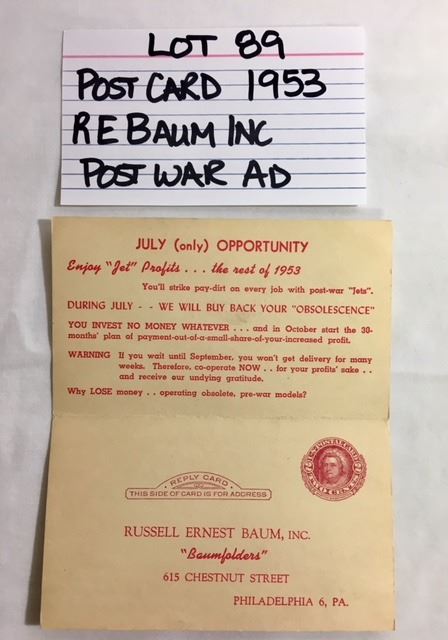 LOT 89
POST CARD 1953
R E BAUM INC
POST WAR AD
JULY (only) OPPORTUNITY
Enjoy "Jet" Profits . . . the rest of 1953
You'll strike pay-dirt on every job with post-war "Jets".
DURING JULY - - WE WILL BUY BACK YOUR "OBSOLESCENCE"
YOU INVEST NO MONEY WHATEVER . . . and in October start the 30-
months' plan of payment-out-of-a-small-share-of-your-increased profit.
WARNING If you wait until September, you won't get delivery for many
weeks. Therefore, co-operate NOW . . for your profits' sake . .
and receive our undying gratitude.
Why LOSE money . . operating obsolete, pre-war models?
REPLY CARD
THIS SIDE OF CARD IS FOR ADDRESS
RUSSELL ERNEST BAUM, INC.
"Baumfolders"
615 CHESTNUT STREET
PHILADELPHIA 6, PA.